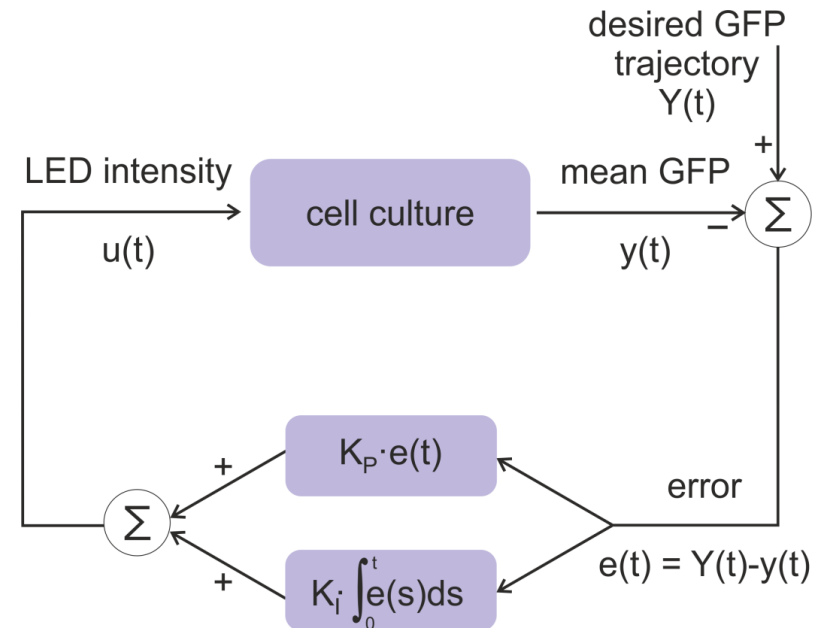 desired GFP
trajectory
Y(t)
+
LED intensity
cell culture
mean GFP
Σ
u(t)
−
y(t)
K_P·e(t)
+
error
Σ
e(t) = Y(t)-y(t)
+
K_i·∫_0^t e(s)ds